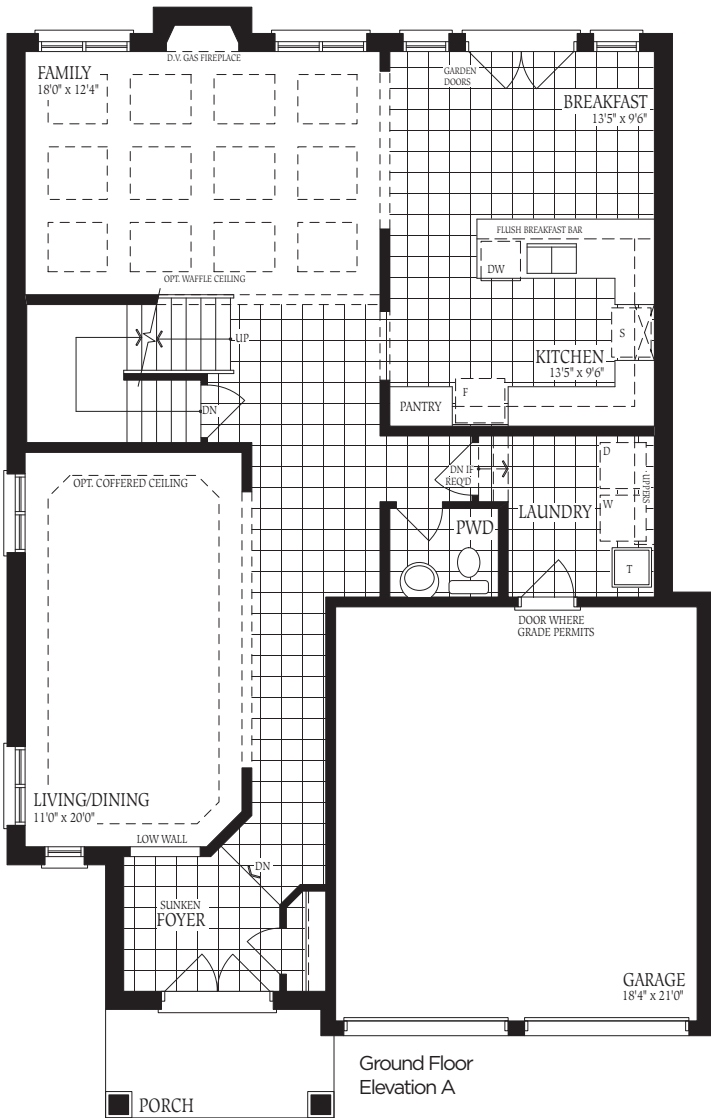 D.V. GAS FIREPLACE
FAMILY
18'0" x 12'4"
GARDEN
DOORS
BREAKFAST
13'5" x 9'6"
FLUSH BREAKFAST BAR
DW
OPT. WAFFLE CEILING
UP
S
KITCHEN
13'5" x 9'6"
F
PANTRY
DN
OPT. COFFERED CEILING
DN IF
REQ'D
D
UPPERS
W
LAUNDRY
PWD
T
DOOR WHERE
GRADE PERMITS
LIVING/DINING
11'0" x 20'0"
LOW WALL
DN
SUNKEN
FOYER
GARAGE
18'4" x 21'0"
Ground Floor
Elevation A
PORCH